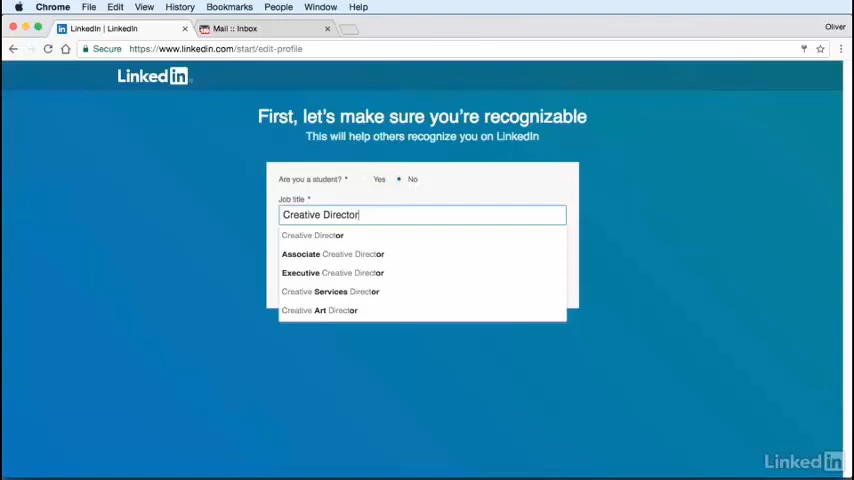 Chrome File Edit View History Bookmarks People Window Help
LinkedIn | LinkedIn
Mail :: Inbox
Oliver
Secure https://www.linkedin.com/start/edit-profile
LinkedIn
First, let's make sure you're recognizable
This will help others recognize you on LinkedIn
Are you a student? * Yes No
Job title *
Creative Director
Creative Director
Associate Creative Director
Executive Creative Director
Creative Services Director
Creative Art Director
LinkedIn